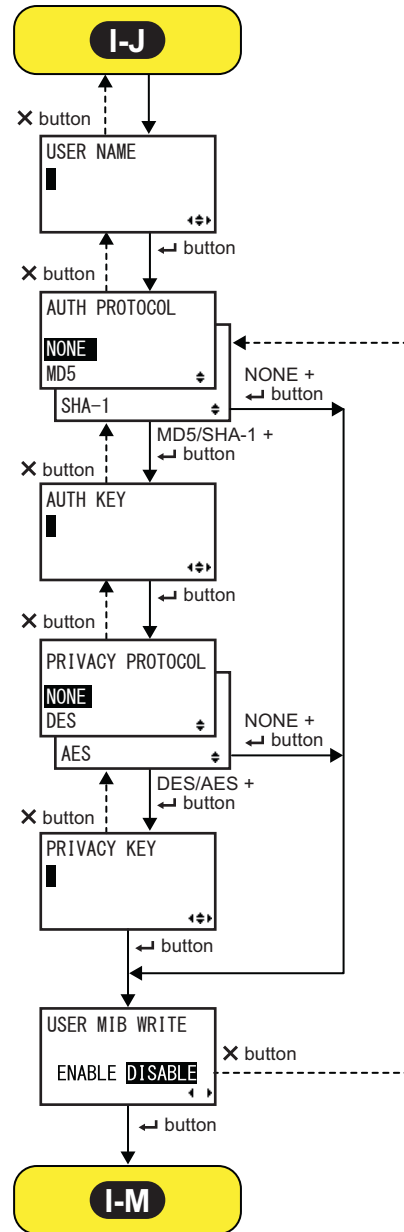 I-J
✕ button
USER NAME
↵ button
✕ button
AUTH PROTOCOL
NONE
MD5
SHA-1
NONE +
↵ button
MD5/SHA-1 +
↵ button
✕ button
AUTH KEY
↵ button
✕ button
PRIVACY PROTOCOL
NONE
DES
AES
NONE +
↵ button
DES/AES +
↵ button
✕ button
PRIVACY KEY
↵ button
USER MIB WRITE
ENABLE DISABLE
✕ button
↵ button
I-M